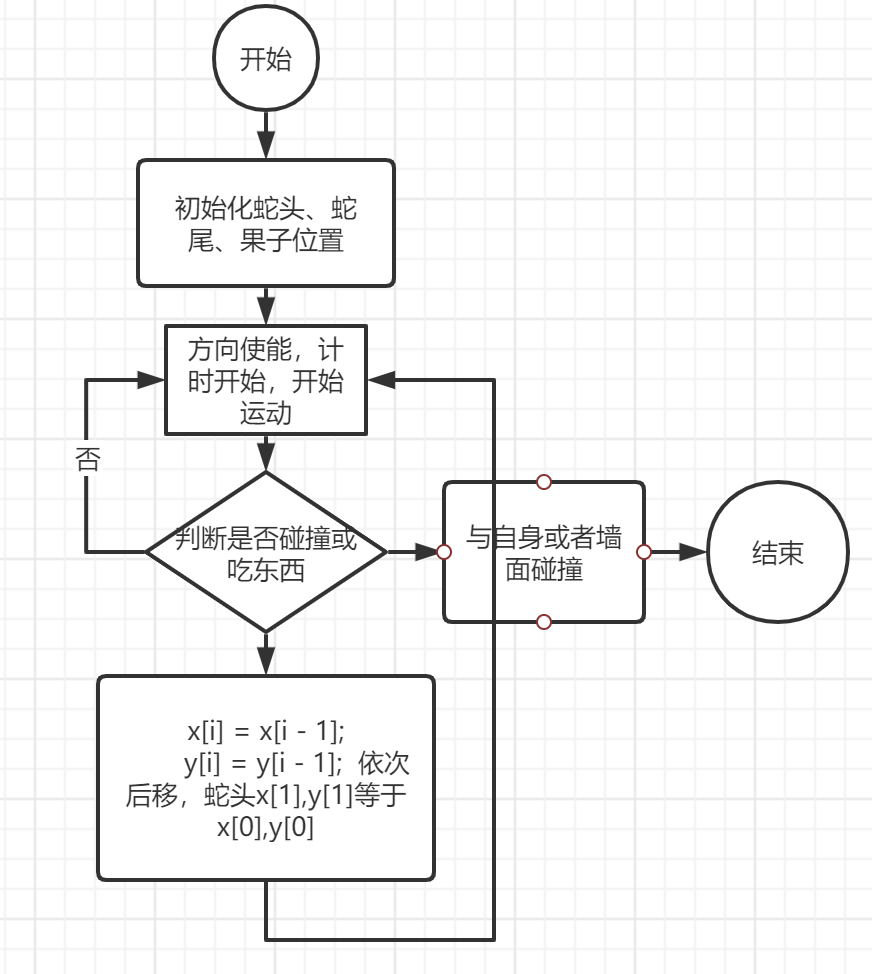 开始
初始化蛇头、蛇
尾、果子位置
方向使能，计
时开始，开始
运动
否
判断是否碰撞或
吃东西
与自身或者墙
面碰撞
结束
x[i] = x[i - 1];
y[i] = y[i - 1]; 依次
后移，蛇头x[1],y[1]等于
x[0],y[0]